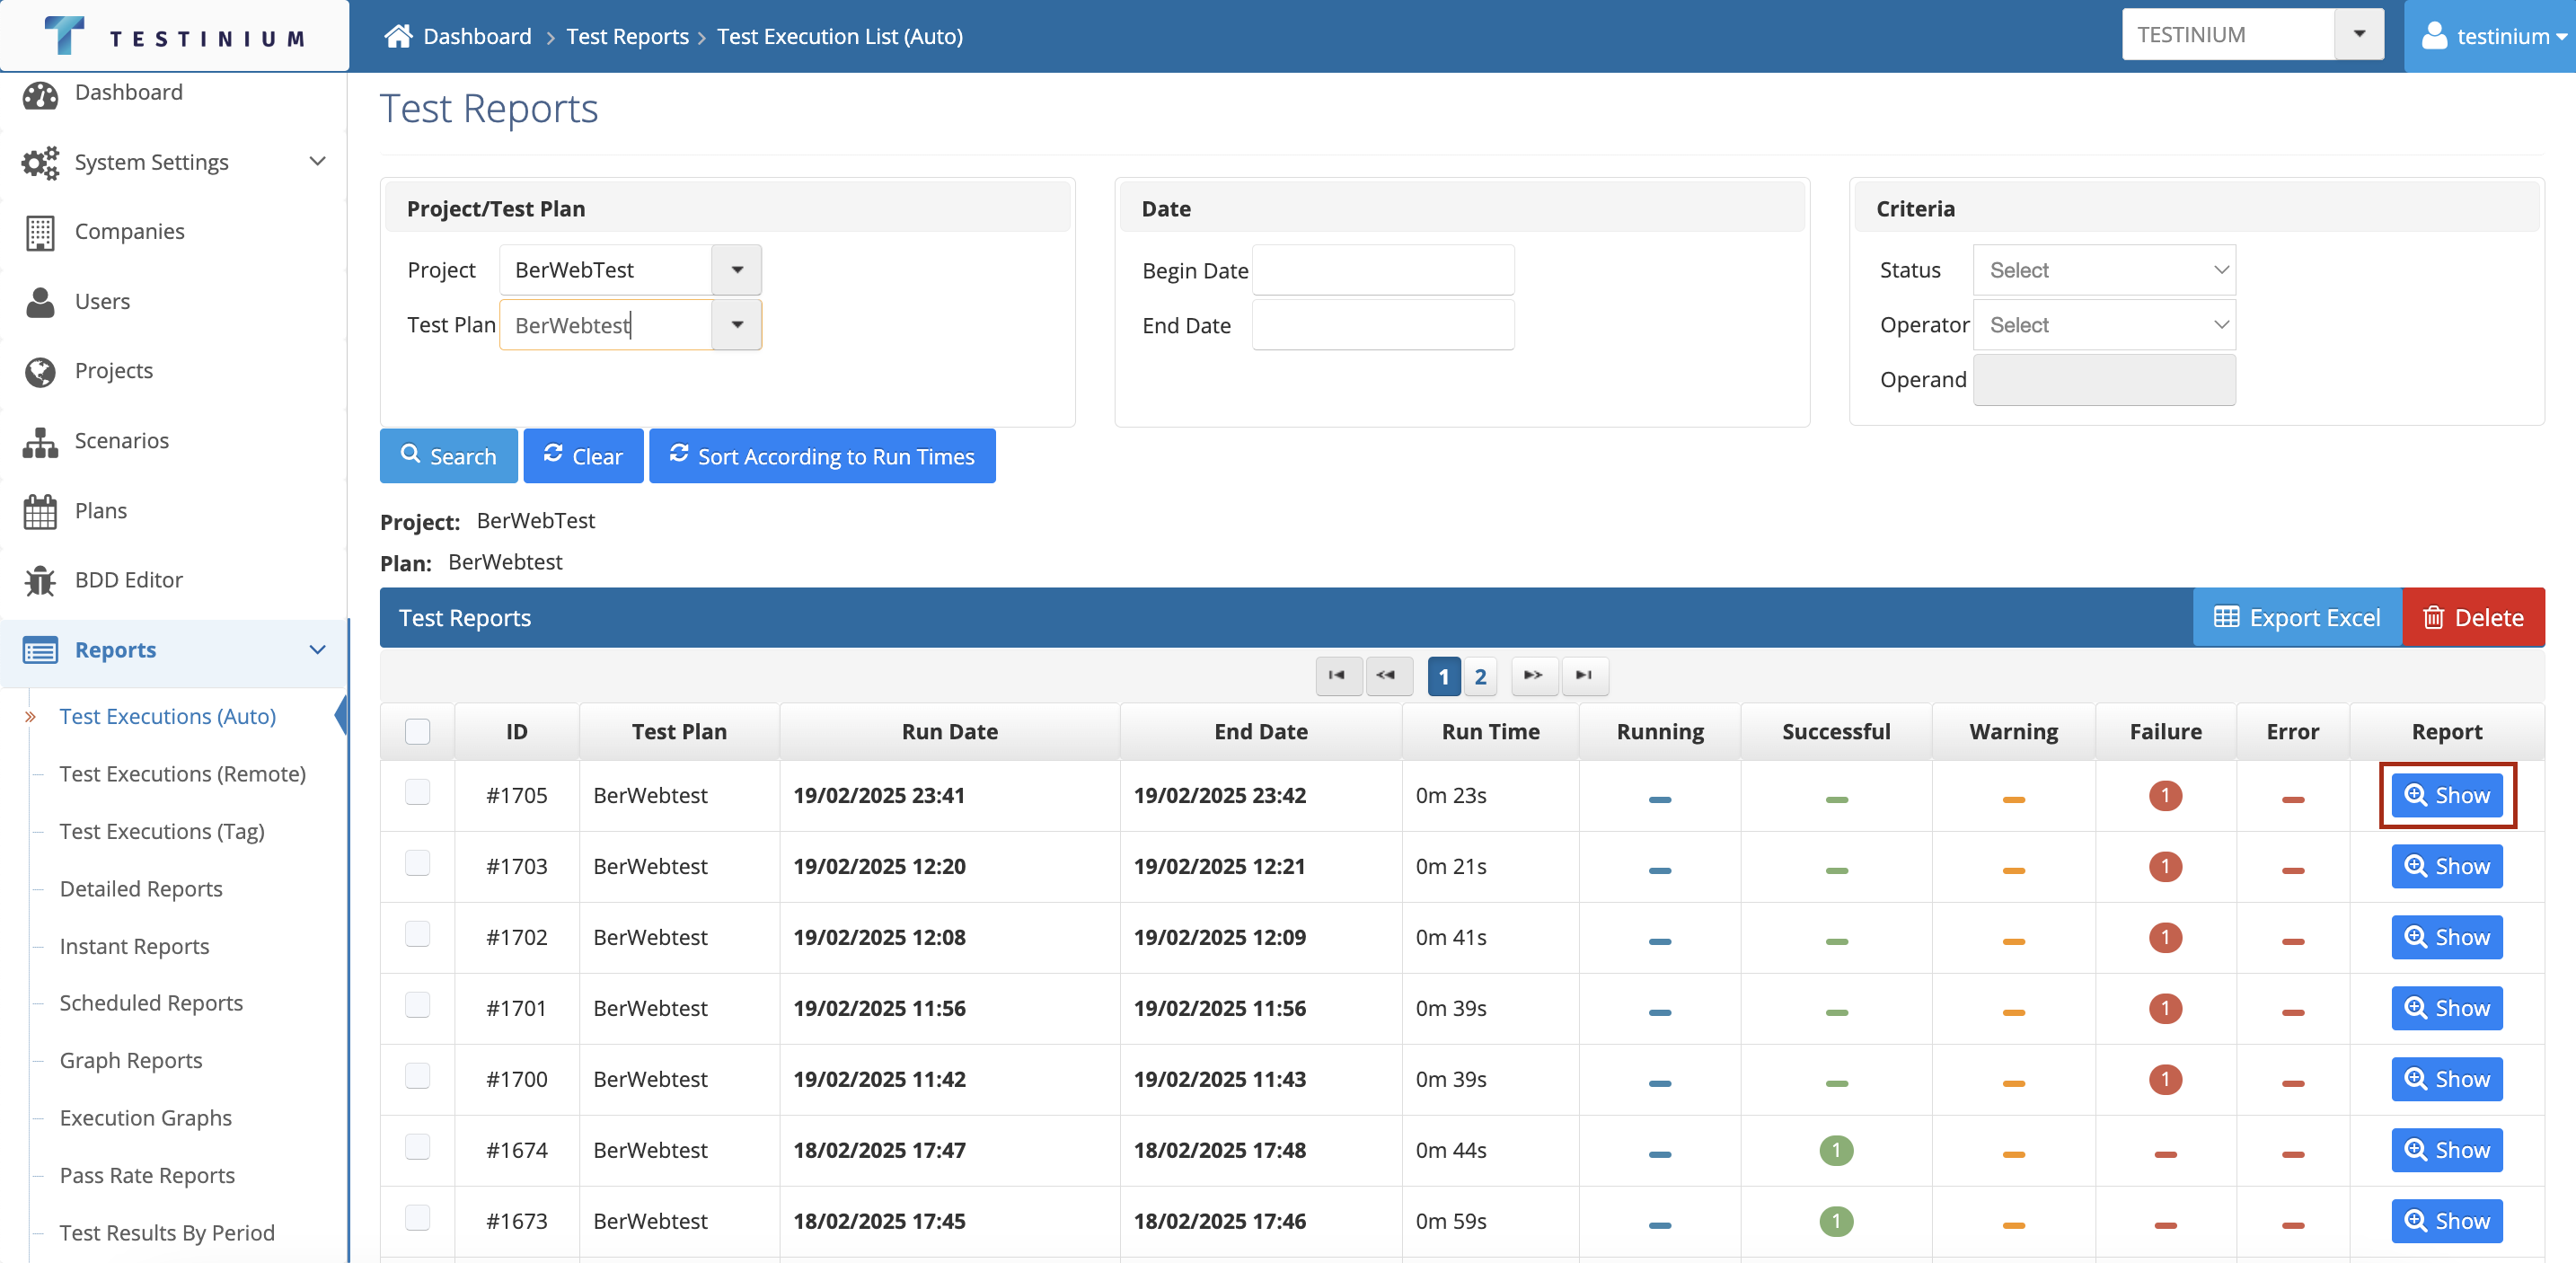 TESTINIUM
Dashboard > Test Reports > Test Execution List (Auto)
TESTINIUM
testinium
Dashboard
System Settings
Companies
Users
Projects
Scenarios
Plans
BDD Editor
Reports
» Test Executions (Auto)
Test Executions (Remote)
Test Executions (Tag)
Detailed Reports
Instant Reports
Scheduled Reports
Graph Reports
Execution Graphs
Pass Rate Reports
Test Results By Period
Test Reports
Project/Test Plan
Project BerWebTest
Test Plan BerWebtest
Date
Begin Date
End Date
Criteria
Status Select
Operator Select
Operand
Search Clear Sort According to Run Times
Project: BerWebTest
Plan: BerWebtest
Test Reports Export Excel Delete
1 2
ID Test Plan Run Date End Date Run Time Running Successful Warning Failure Error Report
#1705 BerWebtest 19/02/2025 23:41 19/02/2025 23:42 0m 23s 1 Show
#1703 BerWebtest 19/02/2025 12:20 19/02/2025 12:21 0m 21s 1 Show
#1702 BerWebtest 19/02/2025 12:08 19/02/2025 12:09 0m 41s 1 Show
#1701 BerWebtest 19/02/2025 11:56 19/02/2025 11:56 0m 39s 1 Show
#1700 BerWebtest 19/02/2025 11:42 19/02/2025 11:43 0m 39s 1 Show
#1674 BerWebtest 18/02/2025 17:47 18/02/2025 17:48 0m 44s 1 Show
#1673 BerWebtest 18/02/2025 17:45 18/02/2025 17:46 0m 59s 1 Show